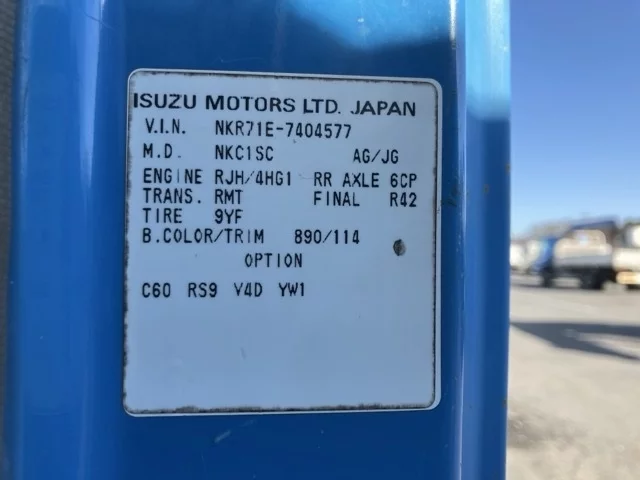 ISUZU MOTORS LTD. JAPAN
V.I.N. NKR71E-7404577
M.D. NKC1SC AG/JG
ENGINE RJH/4HG1 RR AXLE 6CP
TRANS. RMT FINAL R42
TIRE 9YF
B.COLOR/TRIM 890/114
OPTION
C60 RS9 V4D YW1